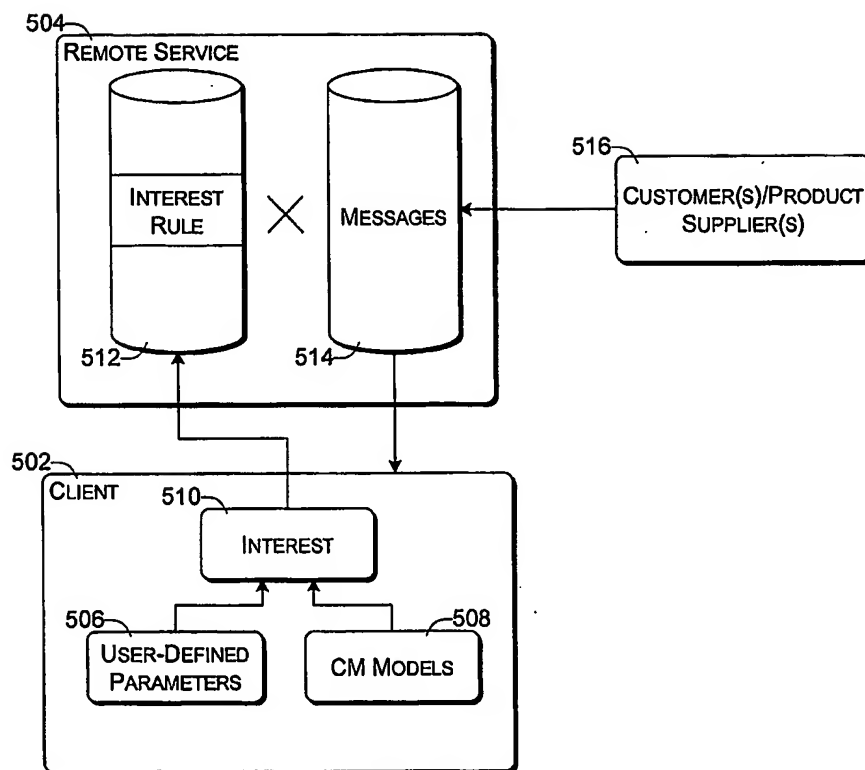 504
REMOTE SERVICE
INTEREST
RULE
MESSAGES
512
514
516
CUSTOMER(S)/PRODUCT
SUPPLIER(S)
502
CLIENT
510
INTEREST
506
USER-DEFINED
PARAMETERS
508
CM MODELS